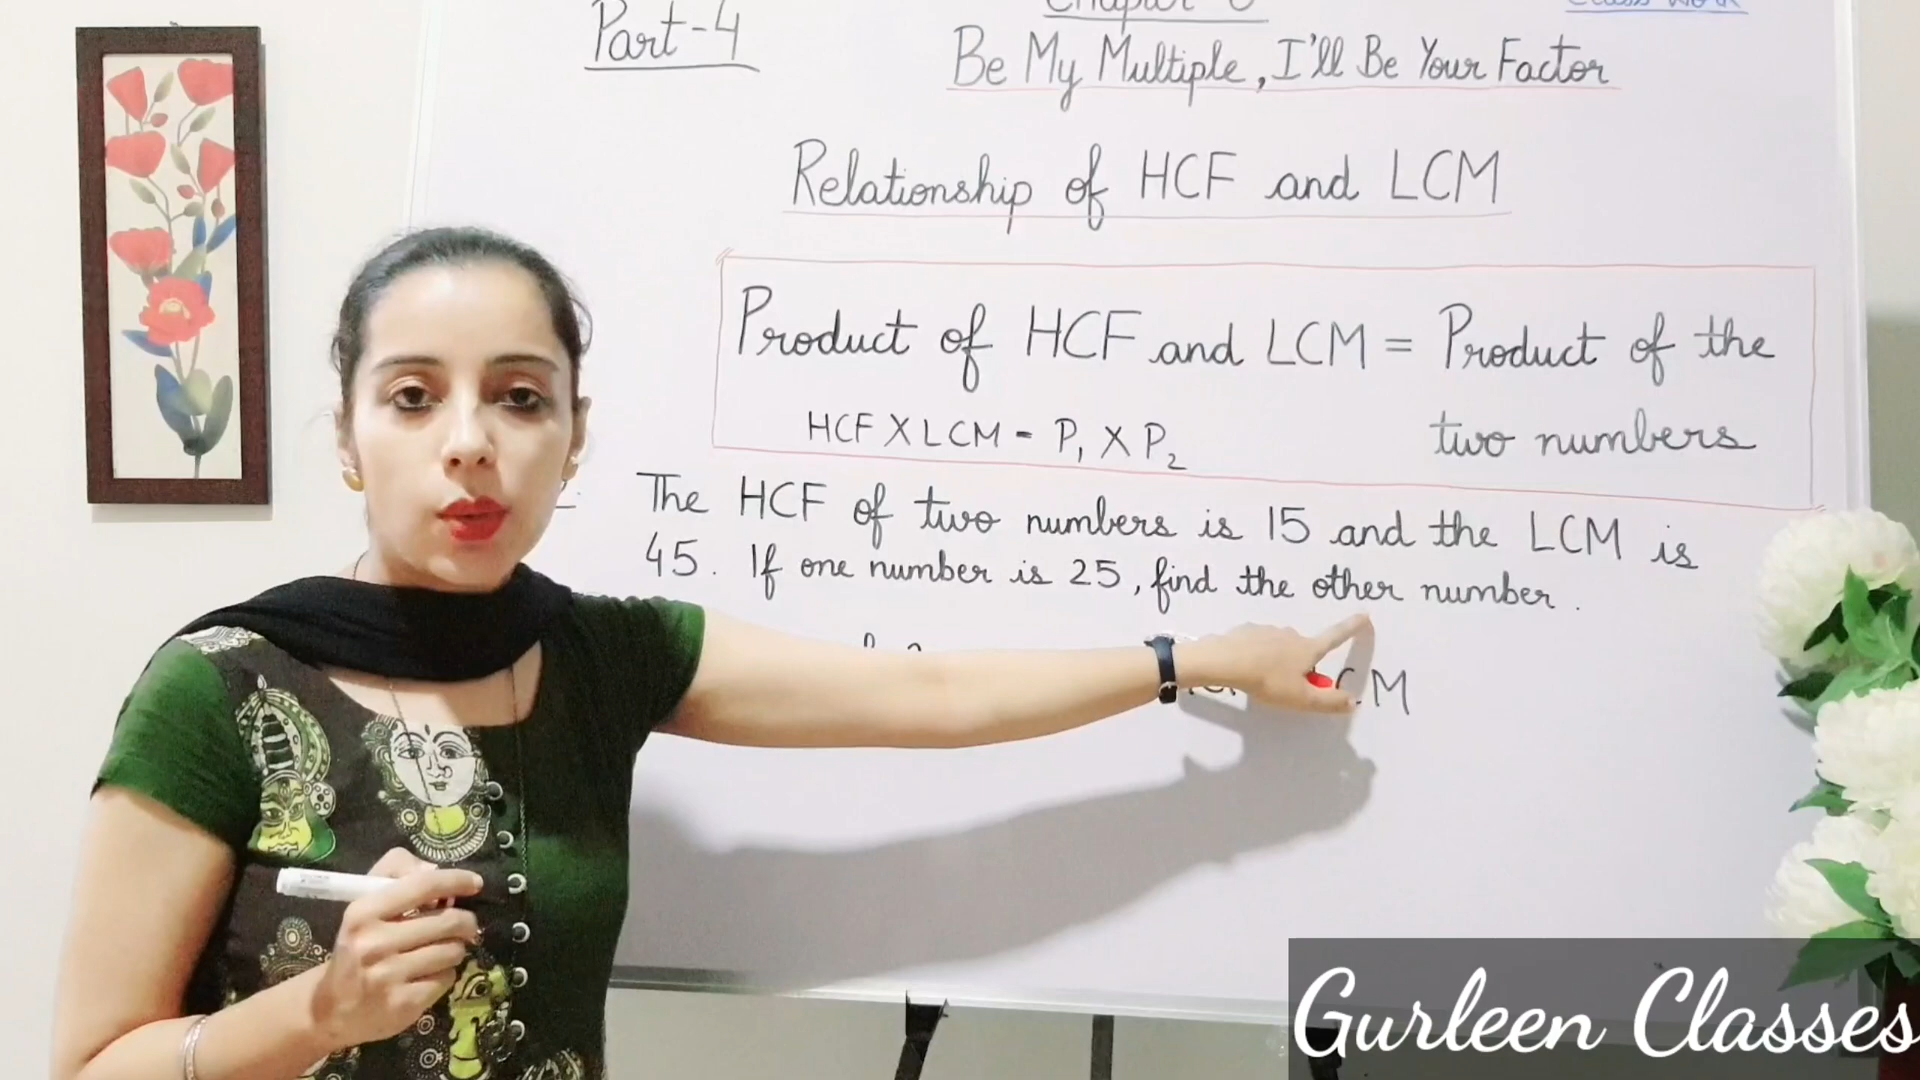 Part-4
Be My Multiple, I'll Be Your Factor
Relationship of HCF and LCM
Product of HCF and LCM = Product of the
two numbers
HCF X LCM = P₁ X P₂
The HCF of two numbers is 15 and the LCM is
45. If one number is 25, find the other number.
CM
Gurleen Classes